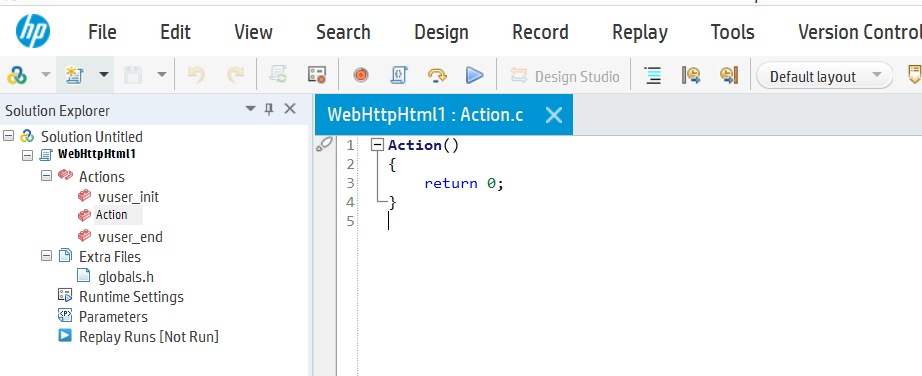 hp File Edit View Search Design Record Replay Tools Version Control
Design Studio Default layout
Solution Explorer
WebHttpHtml1 : Action.c
Solution Untitled
WebHttpHtml1
Actions
vuser_init
Action
vuser_end
Extra Files
globals.h
Runtime Settings
Parameters
Replay Runs [Not Run]
1 Action()
2 {
3 return 0;
4 }
5